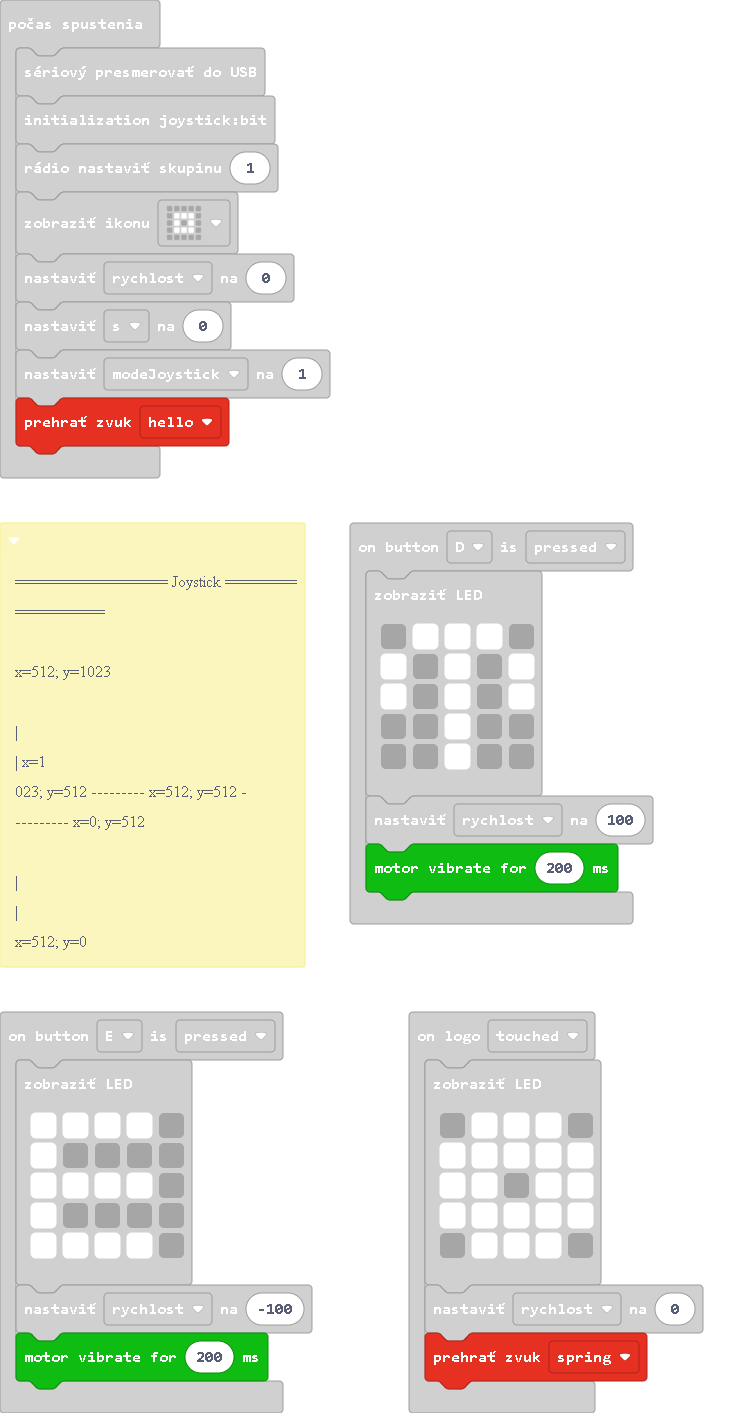 počas spustenia
sériový presmerovať do USB
initialization joystick:bit
rádio nastaviť skupinu 1
zobraziť ikonu
nastaviť rychlost na 0
nastaviť s na 0
nastaviť modeJoystick na 1
prehrať zvuk hello
================= Joystick ========
==========
x=512; y=1023
|
| x=1
023; y=512 --------- x=512; y=512 -
--------- x=0; y=512
|
|
x=512; y=0
on button D is pressed
zobraziť LED
nastaviť rychlost na 100
motor vibrate for 200 ms
on button E is pressed
zobraziť LED
nastaviť rychlost na -100
motor vibrate for 200 ms
on logo touched
zobraziť LED
nastaviť rychlost na 0
prehrať zvuk spring